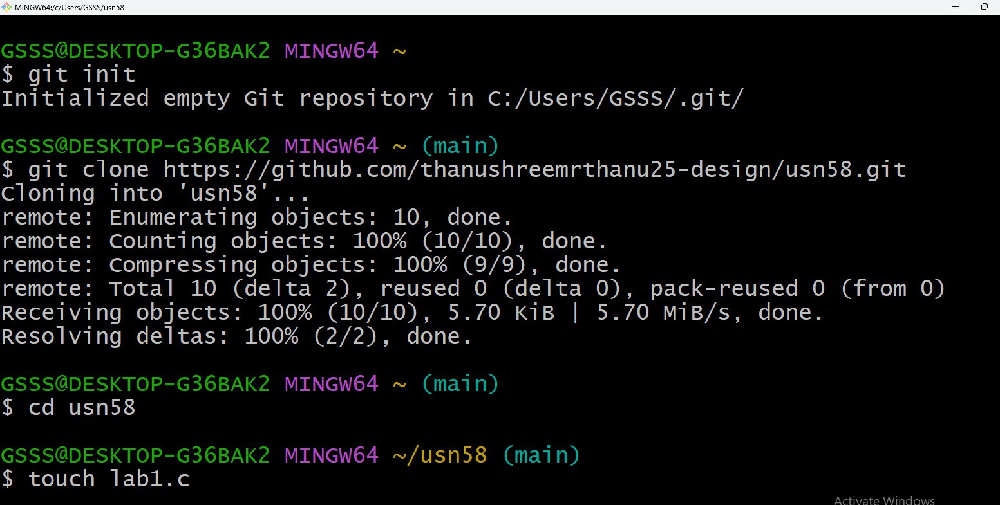 MINGW64:/c/Users/GSSS/usn58
GSSS@DESKTOP-G36BAK2 MINGW64 ~
$ git init
Initialized empty Git repository in C:/Users/GSSS/.git/
GSSS@DESKTOP-G36BAK2 MINGW64 ~ (main)
$ git clone https://github.com/thanushreemrthanu25-design/usn58.git
Cloning into 'usn58'...
remote: Enumerating objects: 10, done.
remote: Counting objects: 100% (10/10), done.
remote: Compressing objects: 100% (9/9), done.
remote: Total 10 (delta 2), reused 0 (delta 0), pack-reused 0 (from 0)
Receiving objects: 100% (10/10), 5.70 KiB | 5.70 MiB/s, done.
Resolving deltas: 100% (2/2), done.
GSSS@DESKTOP-G36BAK2 MINGW64 ~ (main)
$ cd usn58
GSSS@DESKTOP-G36BAK2 MINGW64 ~/usn58 (main)
$ touch lab1.c
Activate Windows